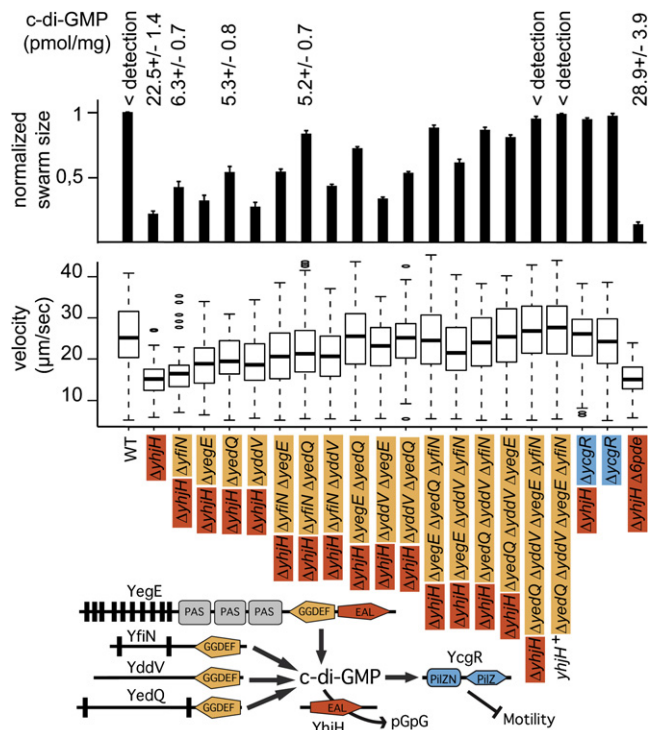 c-di-GMP
(pmol/mg)
< detection
22.5+/- 1.4
6.3+/- 0.7
5.3+/- 0.8
5.2+/- 0.7
< detection
< detection
28.9+/- 3.9
normalized
swarm size
1
0,5
velocity
(µm/sec)
40
30
20
10
WT
ΔyhjH
ΔyhjH ΔyfiN
ΔyhjH ΔyegE
ΔyhjH ΔyedQ
ΔyhjH ΔyddV
ΔyhjH ΔyfiN ΔyegE
ΔyhjH ΔyfiN ΔyedQ
ΔyhjH ΔyfiN ΔyddV
ΔyhjH ΔyegE ΔyedQ
ΔyhjH ΔyddV ΔyegE
ΔyhjH ΔyddV ΔyedQ
ΔyhjH ΔyegE ΔyedQ ΔyfiN
ΔyhjH ΔyegE ΔyddV ΔyfiN
ΔyhjH ΔyedQ ΔyddV ΔyfiN
ΔyhjH ΔyedQ ΔyddV ΔyegE
ΔyhjH ΔyedQ ΔyddV ΔyegE ΔyfiN
yhjH+ ΔyedQ ΔyddV ΔyegE ΔyfiN
ΔyhjH ΔycgR
ΔycgR
ΔyhjH Δ6pde
YegE
PAS PAS PAS GGDEF EAL
YfiN
GGDEF
YddV
GGDEF
YedQ
GGDEF
c-di-GMP
YcgR
PilZN PilZ
EAL
YhjH
pGpG
Motility